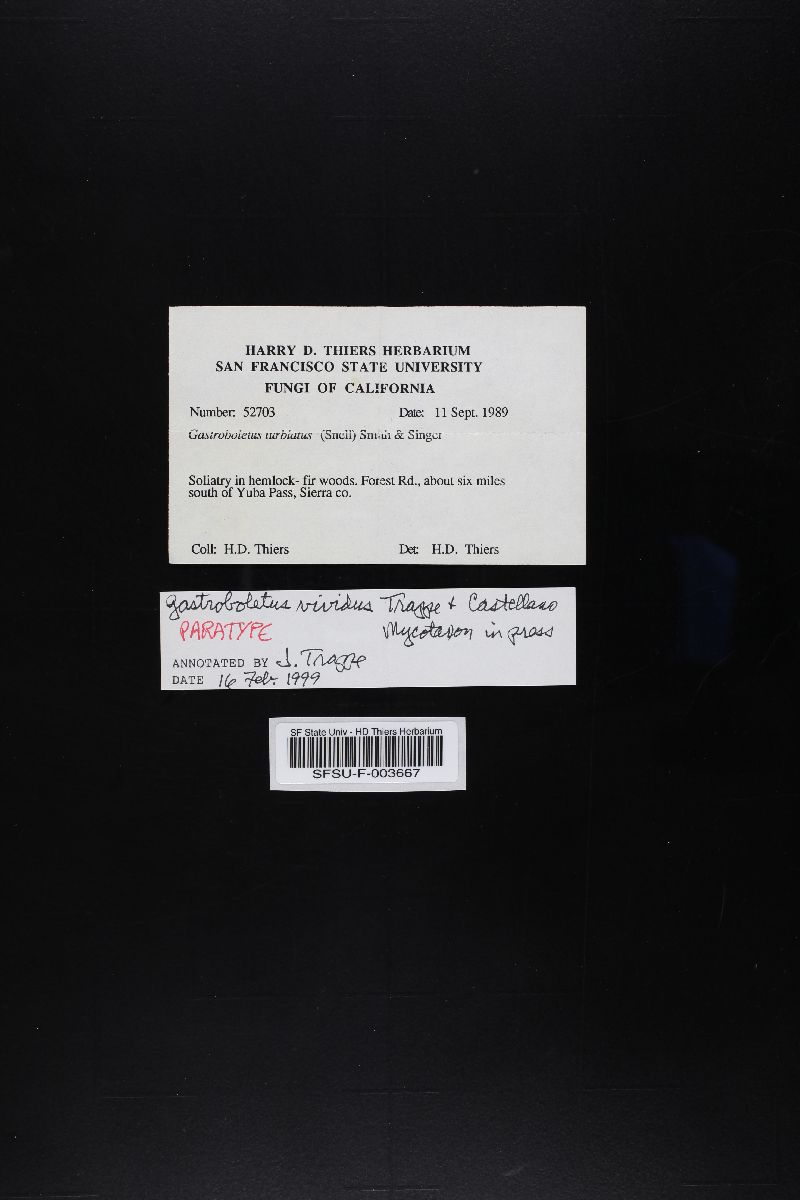 HARRY D. THIERS HERBARIUM
SAN FRANCISCO STATE UNIVERSITY
FUNGI OF CALIFORNIA
Number: 52703 Date: 11 Sept. 1989
Gastroboletus turbiatus (Snell) Smith & Singer
Soliatry in hemlock- fir woods. Forest Rd., about six miles
south of Yuba Pass, Sierra co.
Coll: H.D. Thiers Det: H.D. Thiers
Gastroboletus vividus Trappe + Castellano
PARATYPE Mycotaxon in press
ANNOTATED BY J. Trappe
DATE 16 Feb. 1999
SF State Univ - HD Thiers Herbarium
SFSU-F-003667